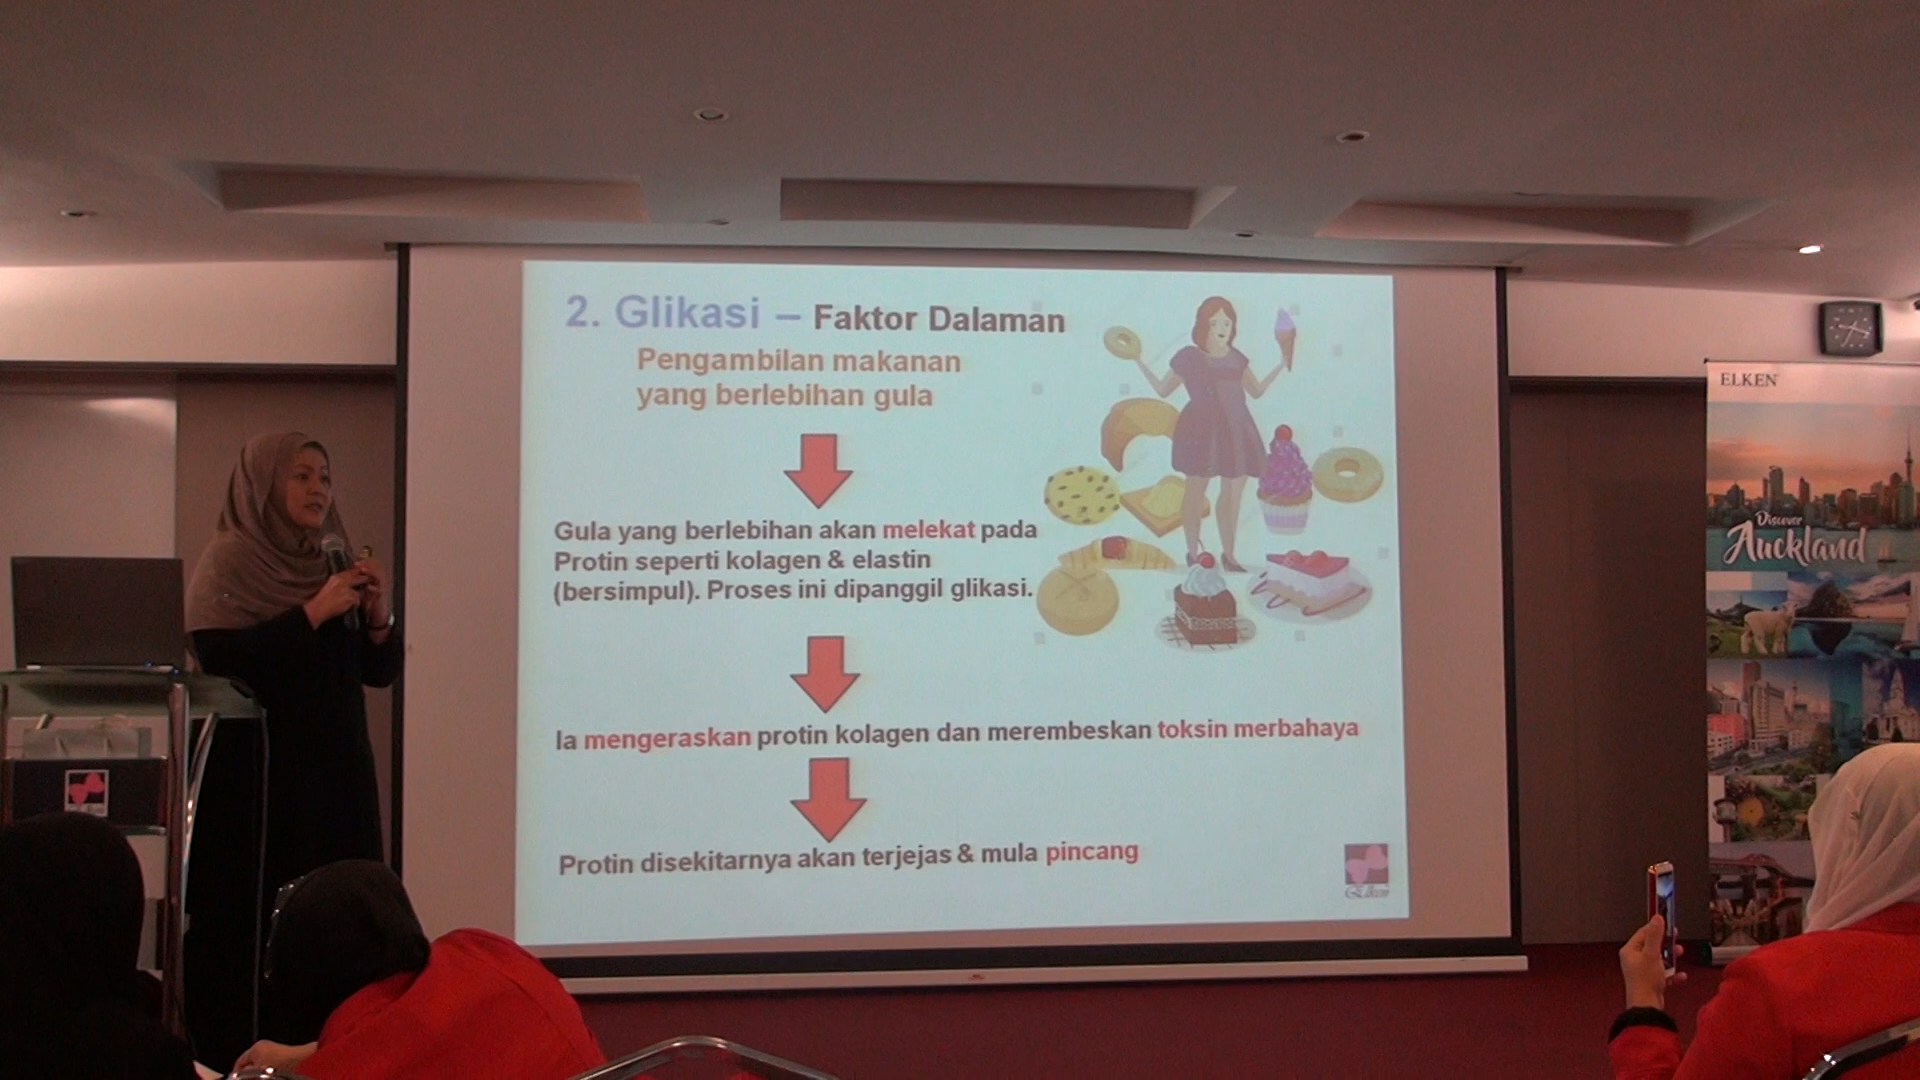 2. Glikasi – Faktor Dalaman
Pengambilan makanan
yang berlebihan gula
Gula yang berlebihan akan melekat pada
Protin seperti kolagen & elastin
(bersimpul). Proses ini dipanggil glikasi.
Ia mengeraskan protin kolagen dan merembeskan toksin merbahaya
Protin disekitarnya akan terjejas & mula pincang
Elken
ELKEN
Discover
Auckland